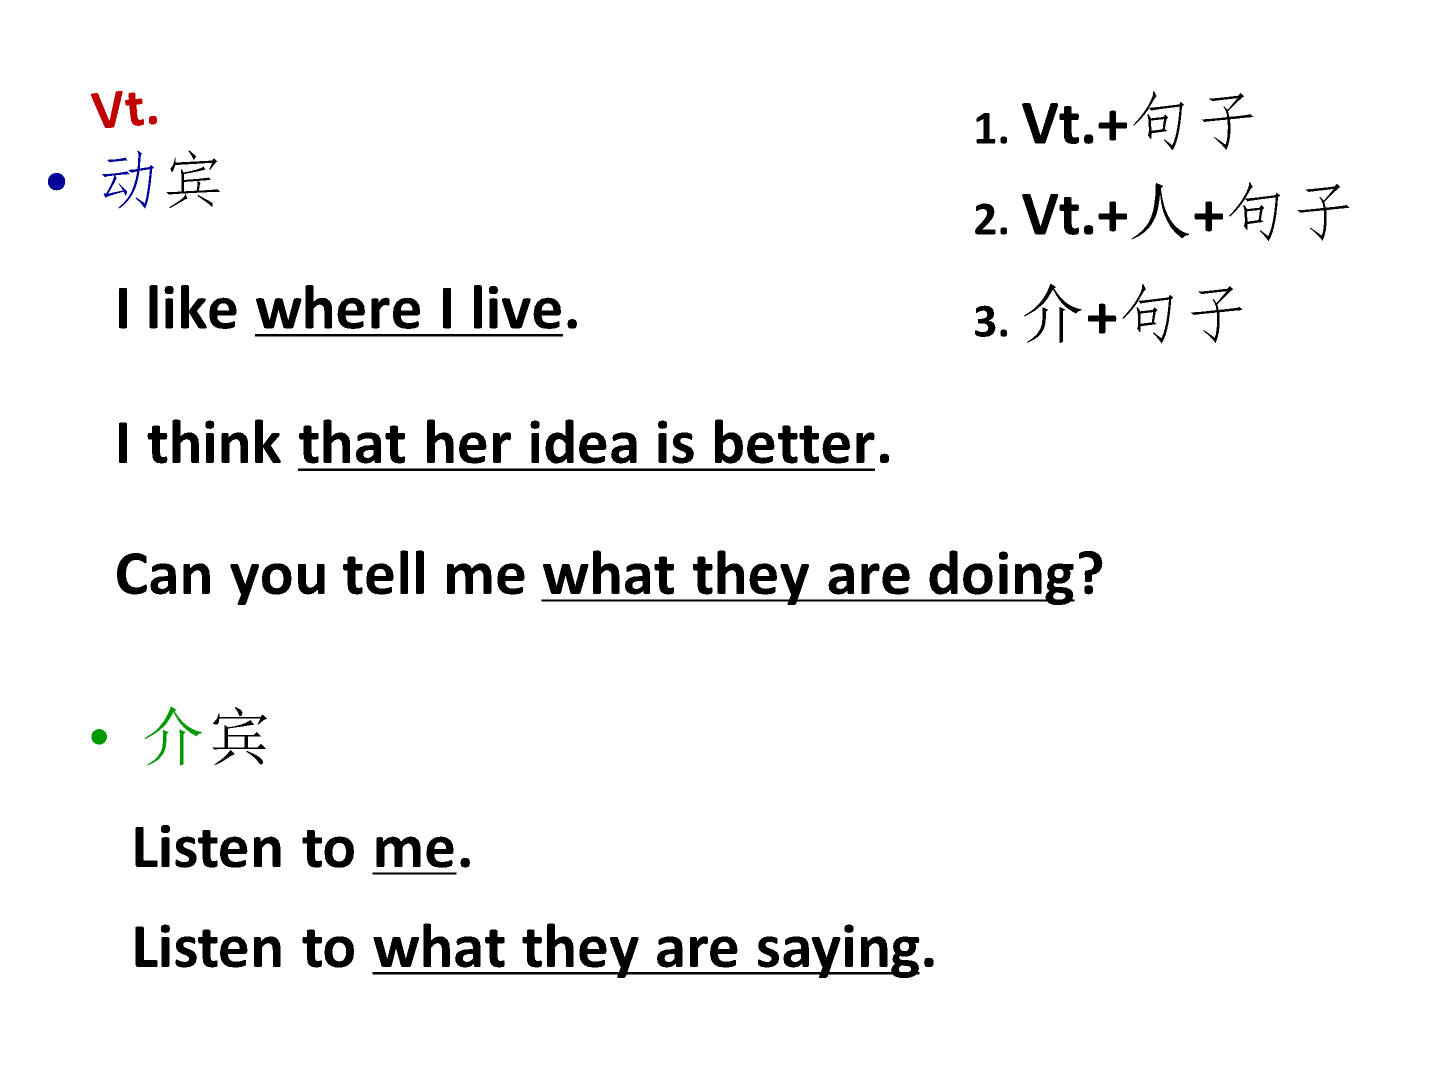 Vt.
• 动宾
I like where I live.
I think that her idea is better.
Can you tell me what they are doing?
• 介宾
Listen to me.
Listen to what they are saying.
1. Vt.+句子
2. Vt.+人+句子
3. 介+句子